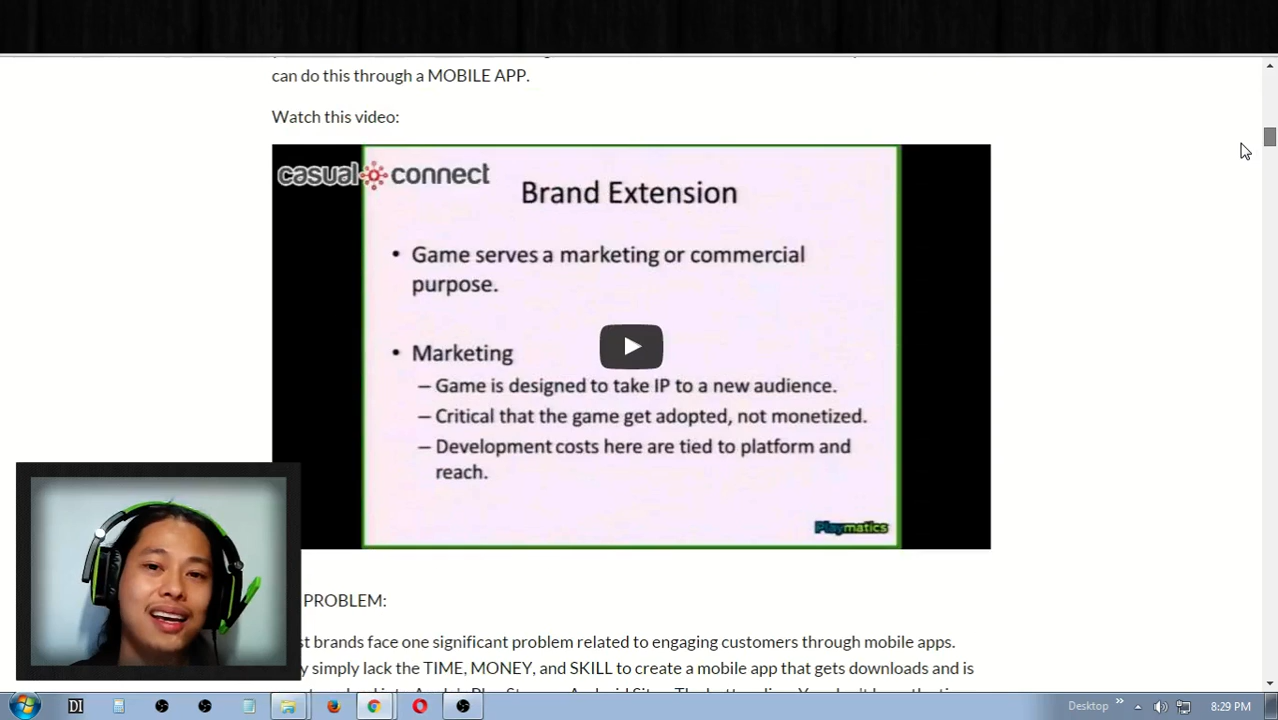 can do this through a MOBILE APP.
Watch this video:
casual connect
Brand Extension
• Game serves a marketing or commercial
purpose.
• Marketing
– Game is designed to take IP to a new audience.
– Critical that the game get adopted, not monetized.
– Development costs here are tied to platform and
reach.
Playmatics
PROBLEM:
brands face one significant problem related to engaging customers through mobile apps.
simply lack the TIME, MONEY, and SKILL to create a mobile app that gets downloads and is
DI
Desktop
8:29 PM